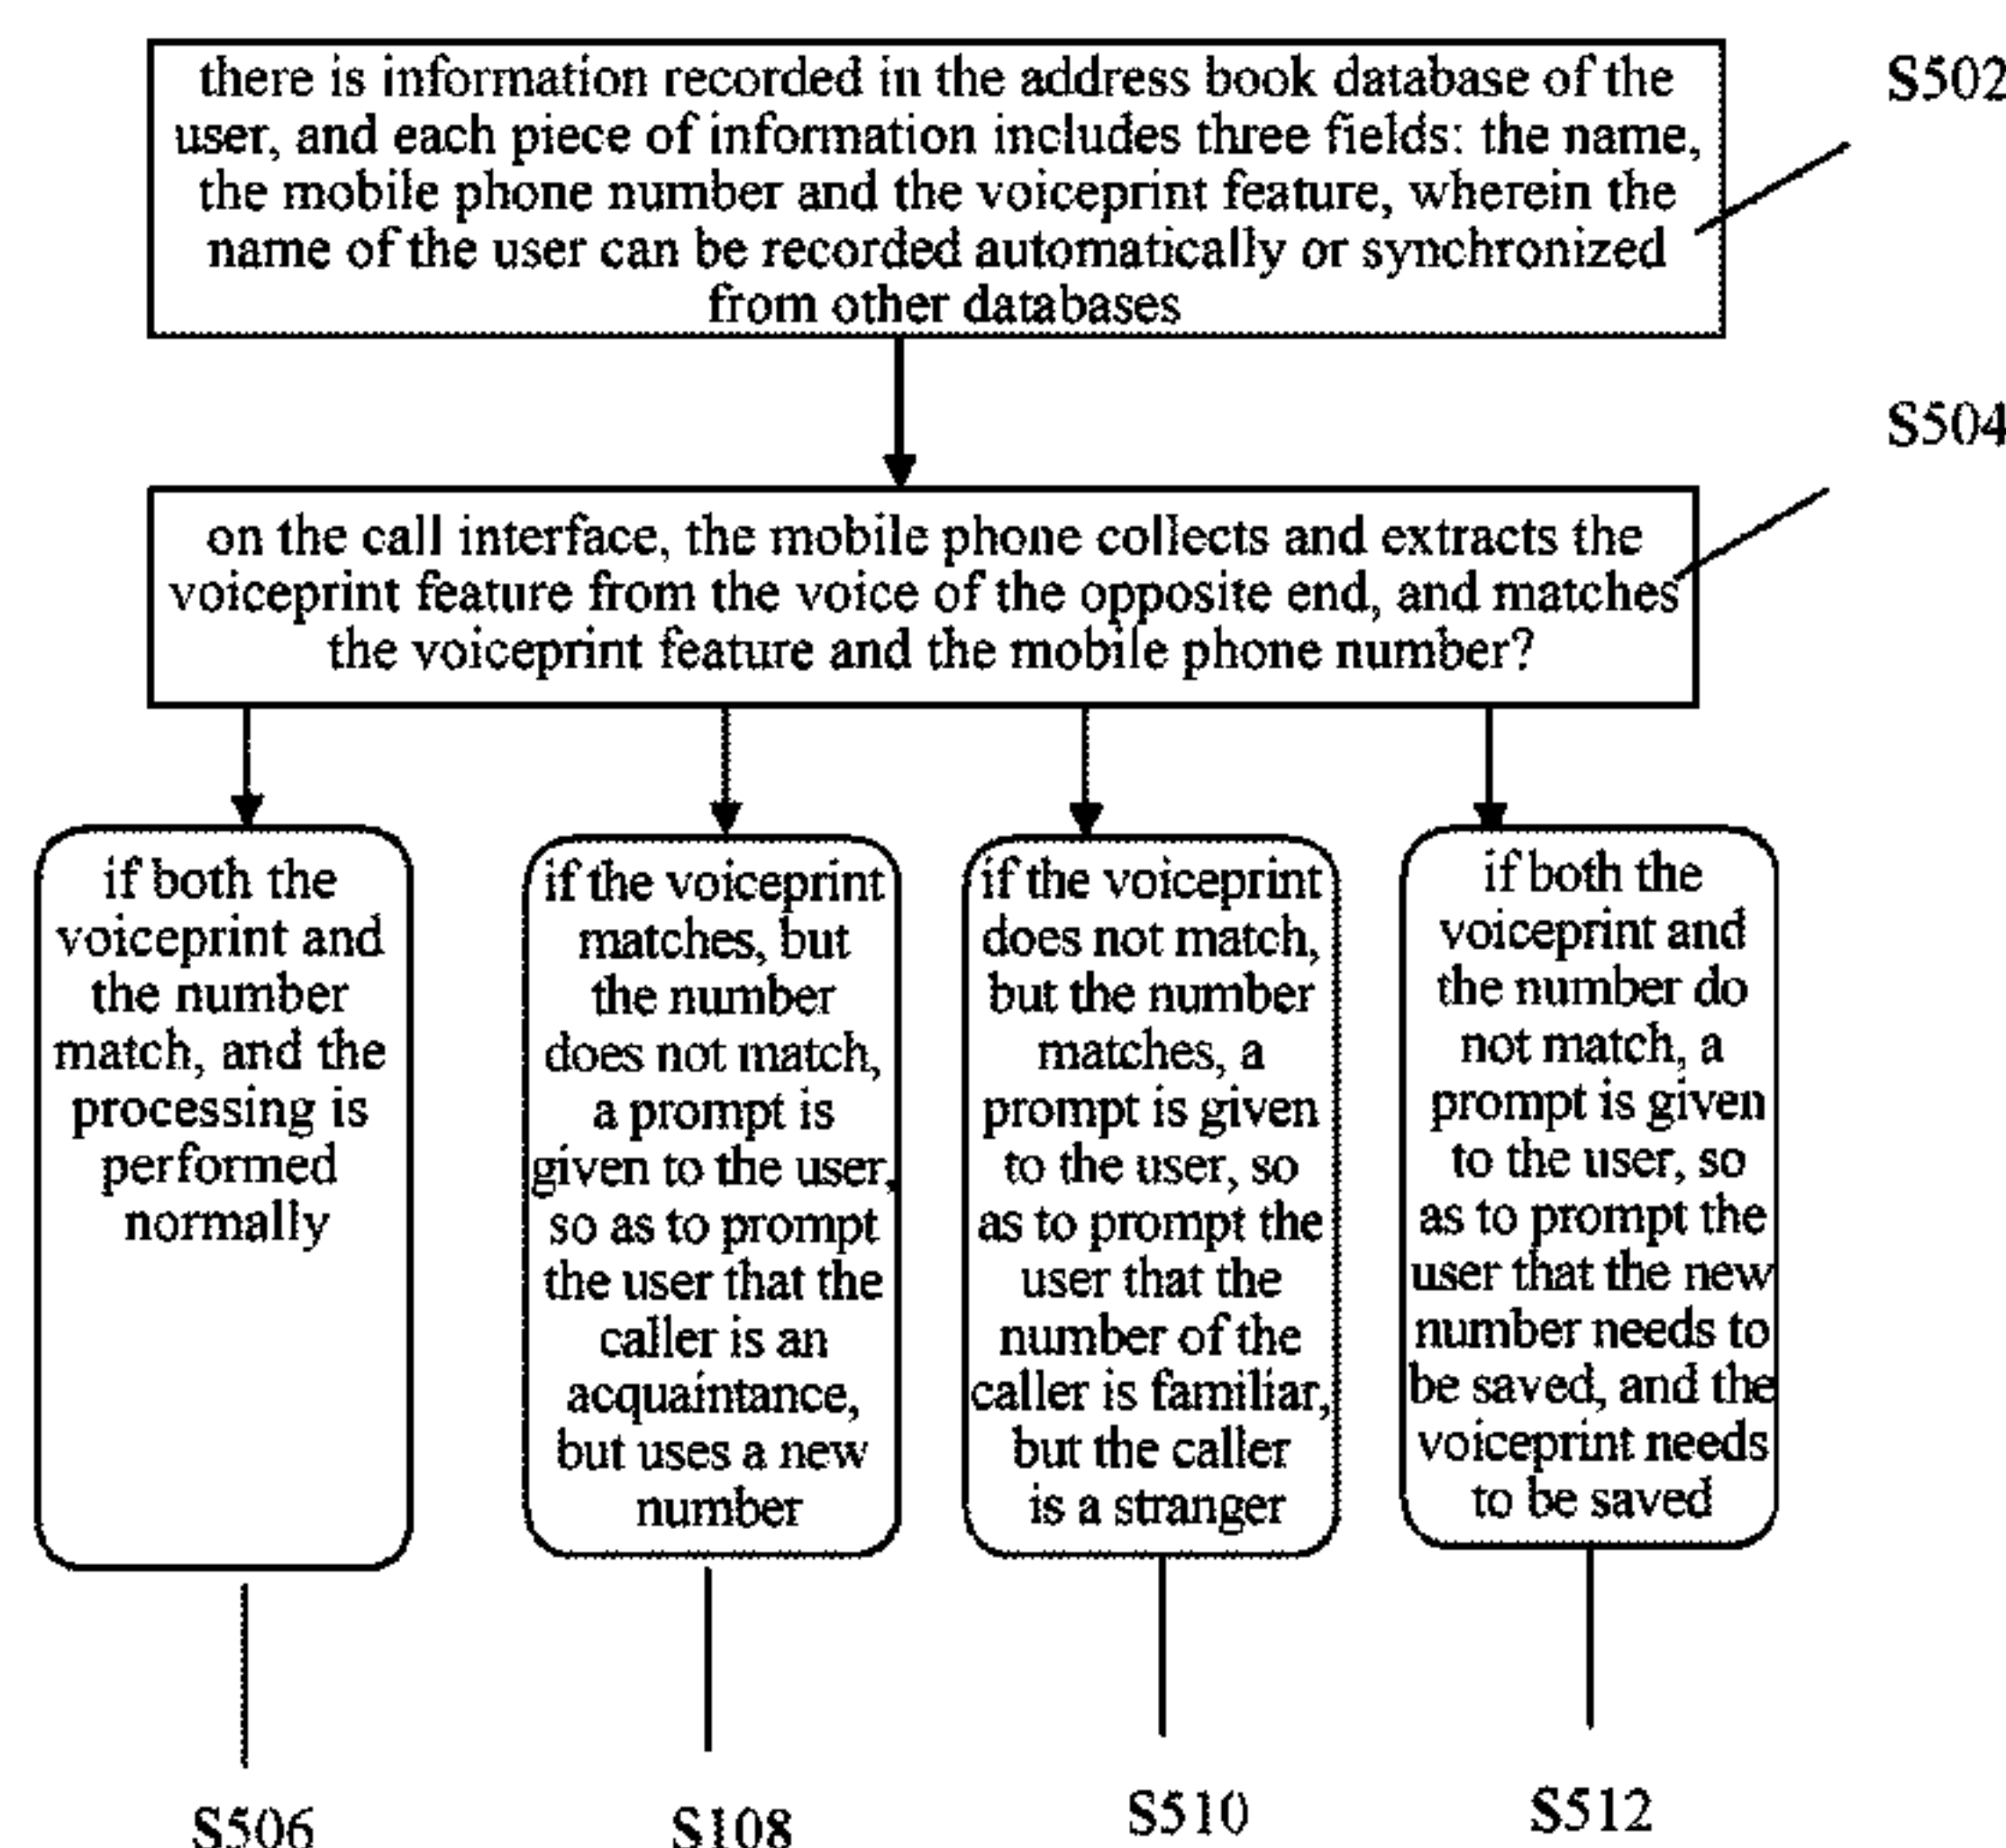 there is information recorded in the address book database of the
user, and each piece of information includes three fields: the name,
the mobile phone number and the voiceprint feature, wherein the
name of the user can be recorded automatically or synchronized
from other databases
S502
on the call interface, the mobile phone collects and extracts the
voiceprint feature from the voice of the opposite end, and matches
the voiceprint feature and the mobile phone number?
S504
if both the
voiceprint and
the number
match, and the
processing is
performed
normally
if the voiceprint
matches, but
the number
does not match,
a prompt is
given to the user,
so as to prompt
the user that the
caller is an
acquaintance,
but uses a new
number
if the voiceprint
does not match,
but the number
matches, a
prompt is given
to the user, so
as to prompt the
user that the
number of the
caller is familiar,
but the caller
is a stranger
if both the
voiceprint and
the number do
not match, a
prompt is given
to the user, so
as to prompt the
user that the new
number needs to
be saved, and the
voiceprint needs
to be saved
S506
S108
S510
S512